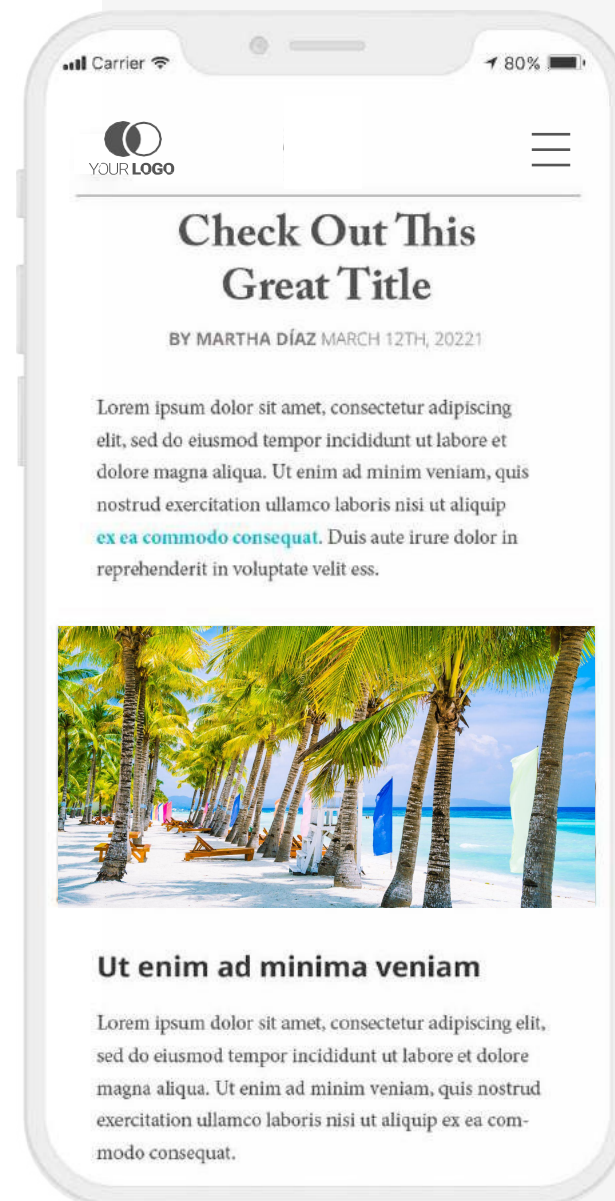 Carrier 80%
YOUR LOGO
Check Out This
Great Title
BY MARTHA DÍAZ MARCH 12TH, 20221
Lorem ipsum dolor sit amet, consectetur adipiscing
elit, sed do eiusmod tempor incididunt ut labore et
dolore magna aliqua. Ut enim ad minim veniam, quis
nostrud exercitation ullamco laboris nisi ut aliquip
ex ea commodo consequat. Duis aute irure dolor in
reprehenderit in voluptate velit ess.
Ut enim ad minima veniam
Lorem ipsum dolor sit amet, consectetur adipiscing elit,
sed do eiusmod tempor incididunt ut labore et dolore
magna aliqua. Ut enim ad minim veniam, quis nostrud
exercitation ullamco laboris nisi ut aliquip ex ea com-
modo consequat.